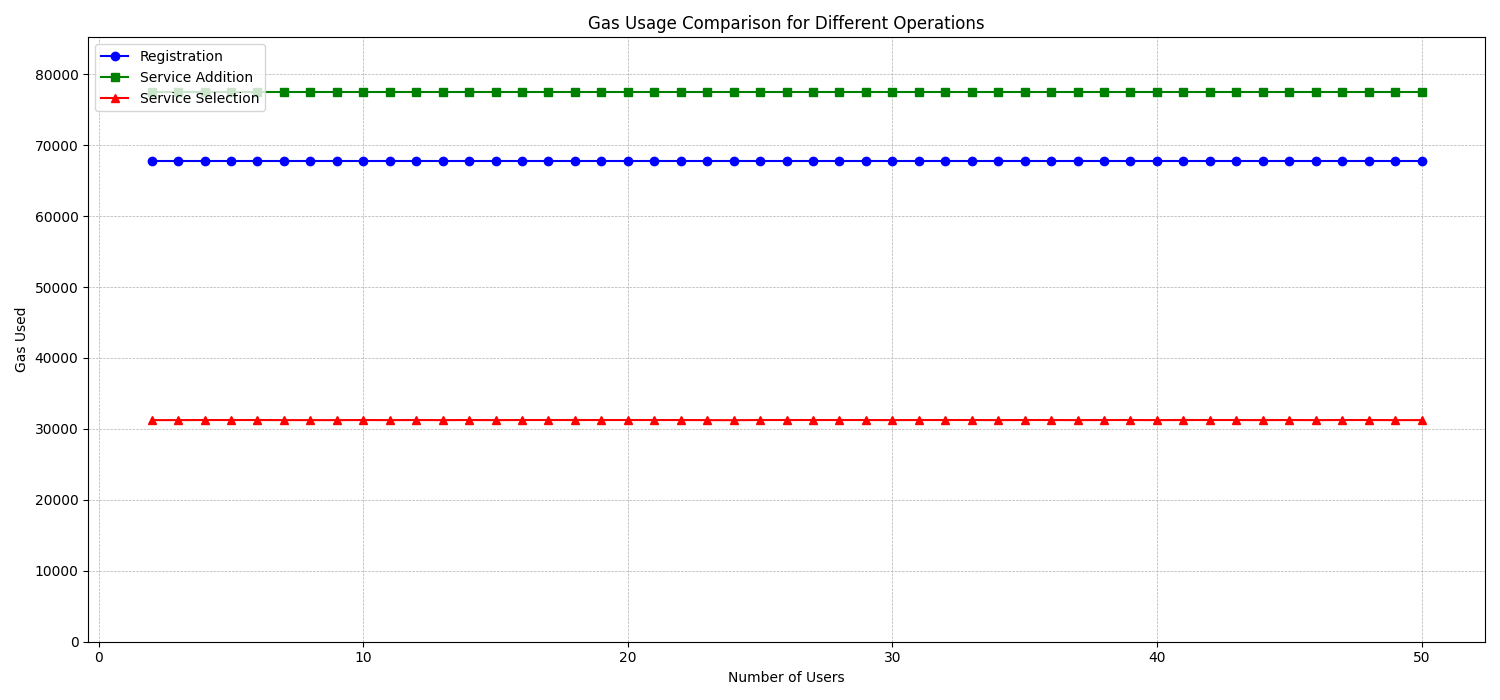 Gas Usage Comparison for Different Operations
Registration
Service Addition
Service Selection
80000
70000
60000
50000
40000
30000
20000
10000
0
Gas Used
0 10 20 30 40 50
Number of Users